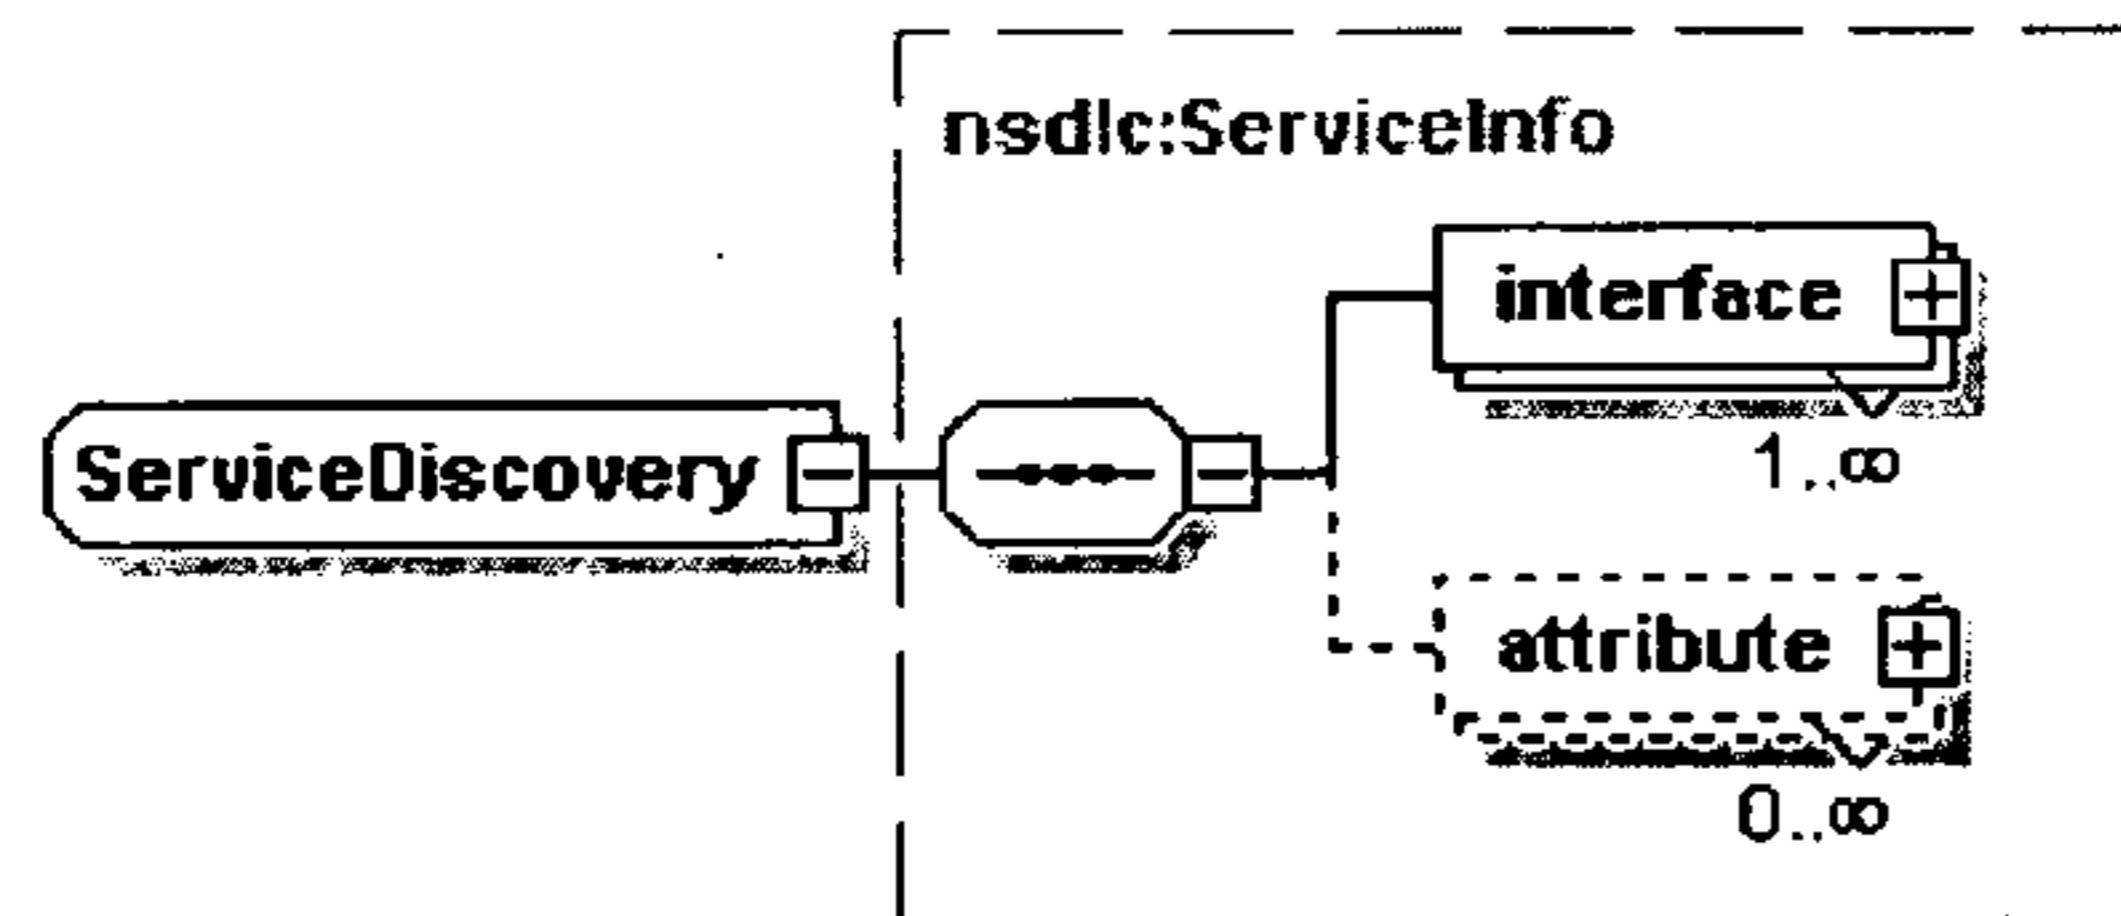 nsdlc:ServiceInfo
interface
1..∞
ServiceDiscovery
attribute
0..∞